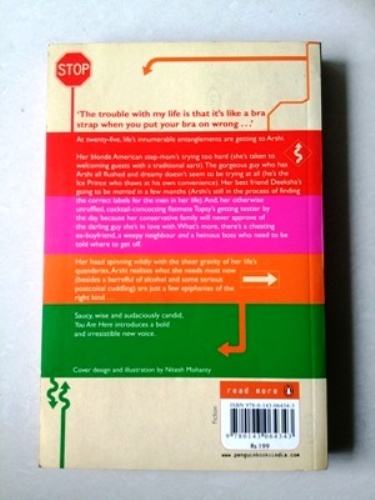 STOP
'The trouble with my life is that it's like a bra
strap when you put your bra on wrong ...'
At twenty-five, life's innumerable entanglements are getting to Arshi.
Her blonde American step-mom's trying too hard (she's taken to
welcoming guests with a traditional aarti). The gorgeous guy who has
Arshi all flushed and dreamy doesn't seem to be trying at all (he's the
Ice Prince who thaws at his own convenience). Her best friend Deeksha's
going to be married in a few months (Arshi's still in the process of finding
the correct labels for the men in her life). And, her otherwise
unruffled, cocktail-concocting flatmate Topsy's getting testier by
the day because her conservative family will never approve of
the darling guy she's in love with. What's more, there's a cheating
ex-boyfriend, a weepy neighbour and a heinous boss who need to be
told where to get off.
Her head spinning wildly with the sheer gravity of her life's
quandaries, Arshi realizes what she needs most now
(besides a barrelful of alcohol and some serious
postcoital cuddling) are just a few epiphanies of the
right kind ...
Saucy, wise and audaciously candid,
You Are Here introduces a bold
and irresistible new voice.
Cover design and illustration by Nitesh Mohanty
read more
Fiction
ISBN 978-0-143-06434-3
9 780143 064343
Rs 199
www.penguinbooksindia.com